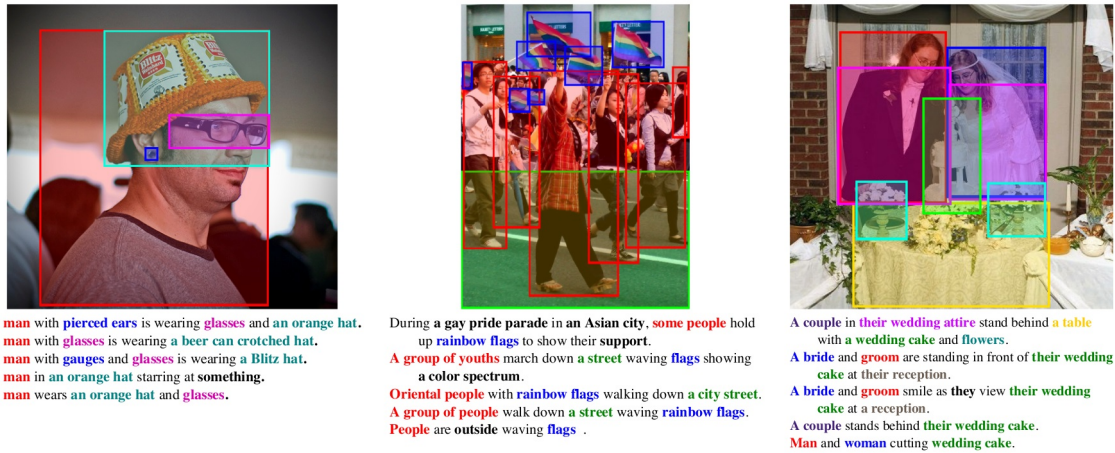 Blitz
man with pierced ears is wearing glasses and an orange hat.
man with glasses is wearing a beer can crotched hat.
man with gauges and glasses is wearing a Blitz hat.
man in an orange hat starring at something.
man wears an orange hat and glasses.
During a gay pride parade in an Asian city, some people hold
up rainbow flags to show their support.
A group of youths march down a street waving flags showing
a color spectrum.
Oriental people with rainbow flags walking down a city street.
A group of people walk down a street waving rainbow flags.
People are outside waving flags .
A couple in their wedding attire stand behind a table
with a wedding cake and flowers.
A bride and groom are standing in front of their wedding
cake at their reception.
A bride and groom smile as they view their wedding
cake at a reception.
A couple stands behind their wedding cake.
Man and woman cutting wedding cake.